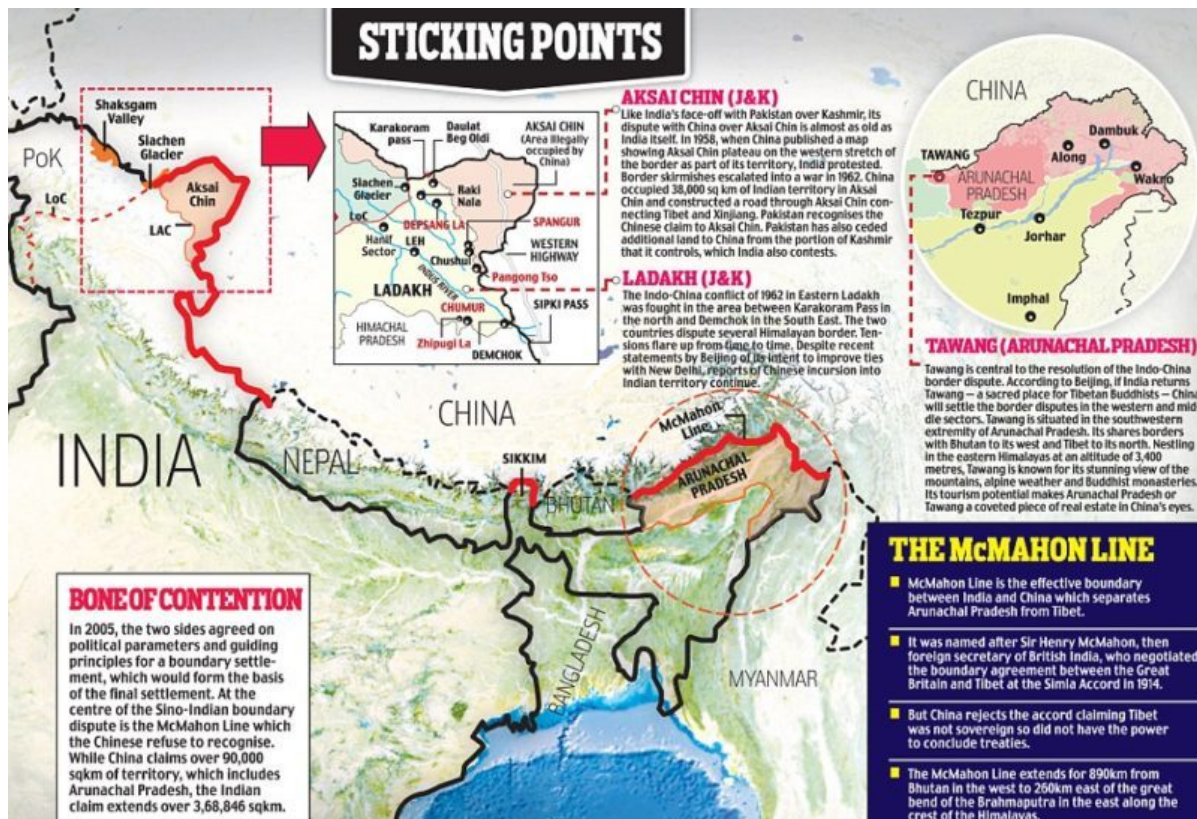 STICKING POINTS
Shaksgam
Valley
Siachen
Glacier
PoK
LoC
Aksai
Chin
LAC
Karakoram
pass
Daulat
Beg Oldi
AKSAI CHIN
(Area illegally
occupied by
China)
Siachen
Glacier
Raki
Nala
LoC
DEPSANG LA
SPANGUR
Hanif
Sector
LEH
Chushul
WESTERN
HIGHWAY
Pangong Tso
INDUS RIVER
LADAKH
CHUMUR
SIPKI PASS
HIMACHAL
PRADESH
Zhipugi La
DEMCHOK
AKSAI CHIN (J&K)
Like India's face-off with Pakistan over Kashmir, its
dispute with China over Aksai Chin is almost as old as
India itself. In 1958, when China published a map
showing Aksai Chin plateau on the western stretch of
the border as part of its territory, India protested.
Border skirmishes escalated into a war in 1962. China
occupied 38,000 sq km of Indian territory in Aksai
Chin and constructed a road through Aksai Chin con-
necting Tibet and Xinjiang. Pakistan recognises the
Chinese claim to Aksai Chin. Pakistan has also ceded
additional land to China from the portion of Kashmir
that it controls, which India also contests.
LADAKH (J&K)
The Indo-China conflict of 1962 in Eastern Ladakh
was fought in the area between Karakoram Pass in
the north and Demchok in the South East. The two
countries dispute several Himalayan border. Ten-
sions flare up from time to time. Despite recent
statements by Beijing of its intent to improve ties
with New Delhi, reports of Chinese incursion into
Indian territory continue.
CHINA
Dambuk
Along
TAWANG
ARUNACHAL
PRADESH
Wakro
Tezpur
Jorhar
Imphal
TAWANG (ARUNACHAL PRADESH)
Tawang is central to the resolution of the Indo-China
border dispute. According to Beijing, if India returns
Tawang — a sacred place for Tibetan Buddhists — China
will settle the border disputes in the western and mid
dle sectors. Tawang is situated in the southwestern
extremity of Arunachal Pradesh. Its shares borders
with Bhutan to its west and Tibet to its north. Nestling
in the eastern Himalayas at an altitude of 3,400
metres, Tawang is known for its stunning view of the
mountains, alpine weather and Buddhist monasteries.
Its tourism potential makes Arunachal Pradesh or
Tawang a coveted piece of real estate in China's eyes.
INDIA
NEPAL
CHINA
SIKKIM
BHUTAN
McMahon
Line
ARUNACHAL
PRADESH
BANGLADESH
MYANMAR
BONE OF CONTENTION
In 2005, the two sides agreed on
political parameters and guiding
principles for a boundary settle-
ment, which would form the basis
of the final settlement. At the
centre of the Sino-Indian boundary
dispute is the McMahon Line which
the Chinese refuse to recognise.
While China claims over 90,000
sqkm of territory, which includes
Arunachal Pradesh, the Indian
claim extends over 3,68,846 sqkm.
THE McMAHON LINE
McMahon Line is the effective boundary
between India and China which separates
Arunachal Pradesh from Tibet.
It was named after Sir Henry McMahon, then
foreign secretary of British India, who negotiated
the boundary agreement between the Great
Britain and Tibet at the Simla Accord in 1914.
But China rejects the accord claiming Tibet
was not sovereign so did not have the power
to conclude treaties.
The McMahon Line extends for 890km from
Bhutan in the west to 260km east of the great
bend of the Brahmaputra in the east along the
crest of the Himalayas.